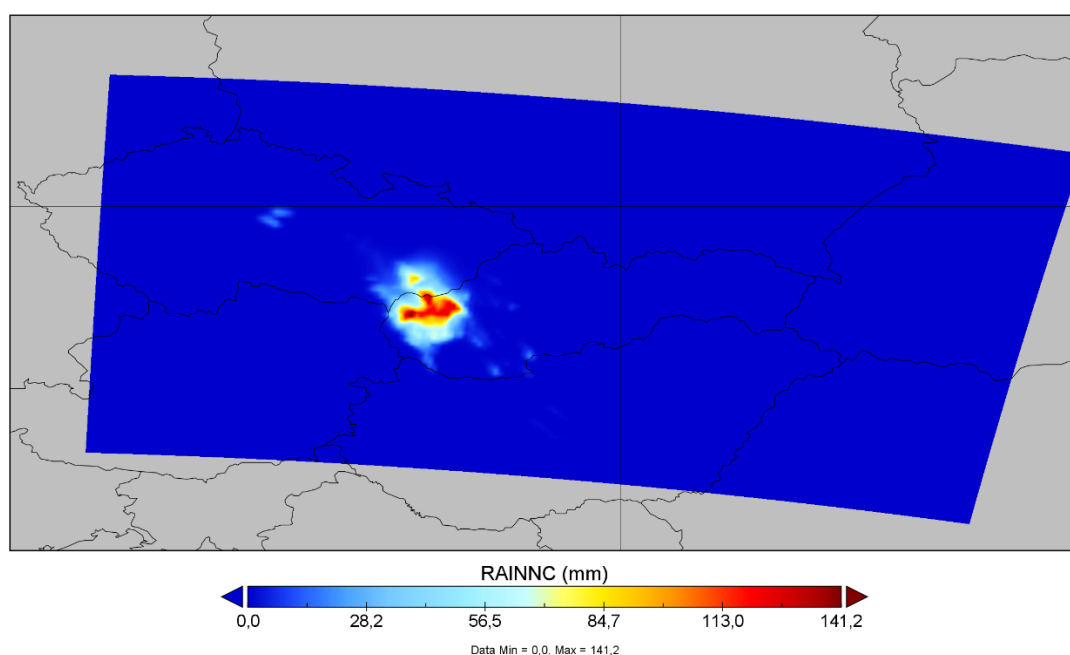 RAINNC (mm)
0,0 28,2 56,5 84,7 113,0 141,2
Data Min = 0,0, Max = 141,2